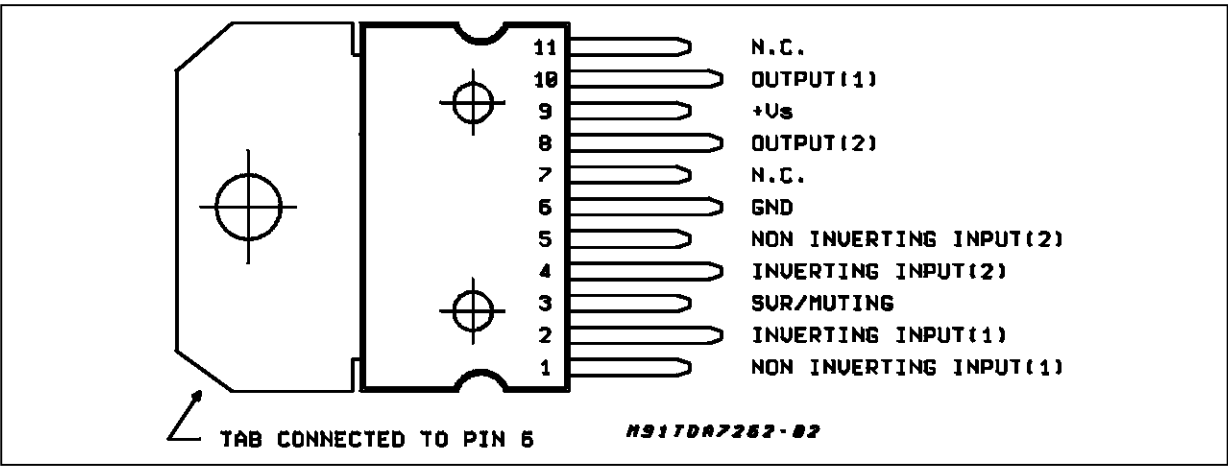 11 N.C.
10 OUTPUT(1)
9 +Vs
8 OUTPUT(2)
7 N.C.
6 GND
5 NON INVERTING INPUT(2)
4 INVERTING INPUT(2)
3 SVR/MUTING
2 INVERTING INPUT(1)
1 NON INVERTING INPUT(1)
TAB CONNECTED TO PIN 6
M91TDA7262-02